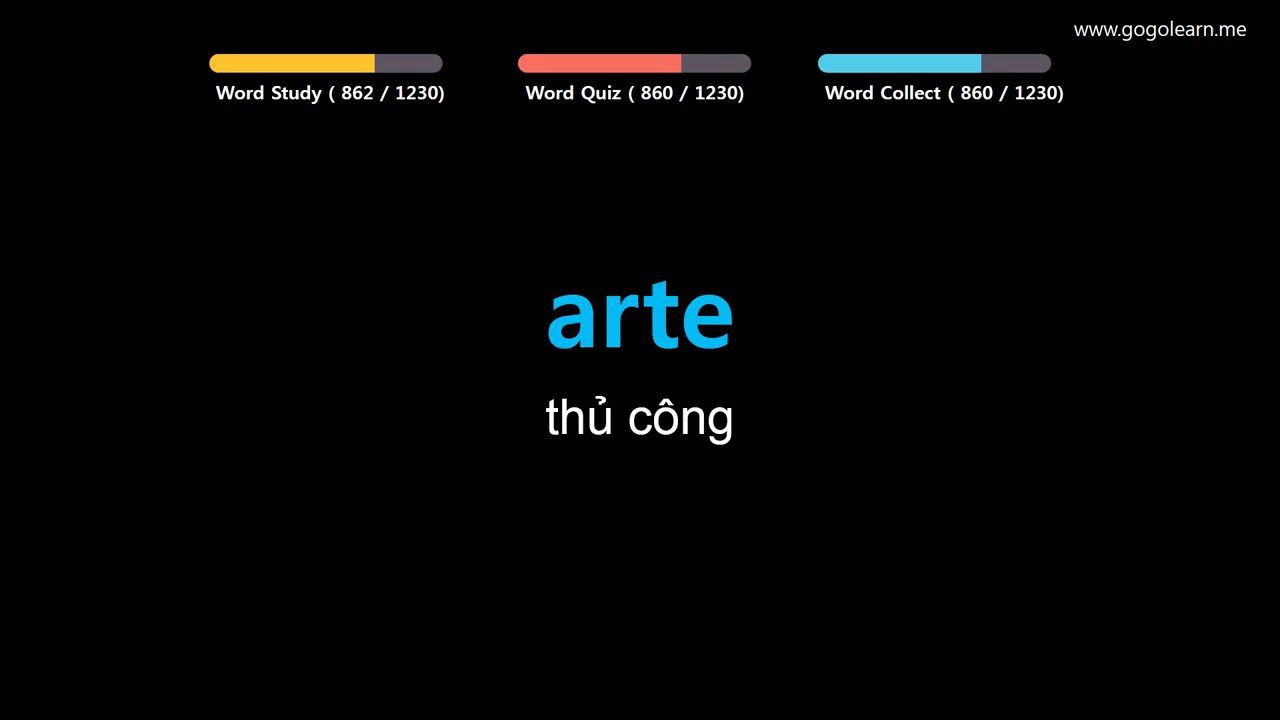 www.gogolearn.me
Word Study ( 862 / 1230)
Word Quiz ( 860 / 1230)
Word Collect ( 860 / 1230)
arte
thủ công